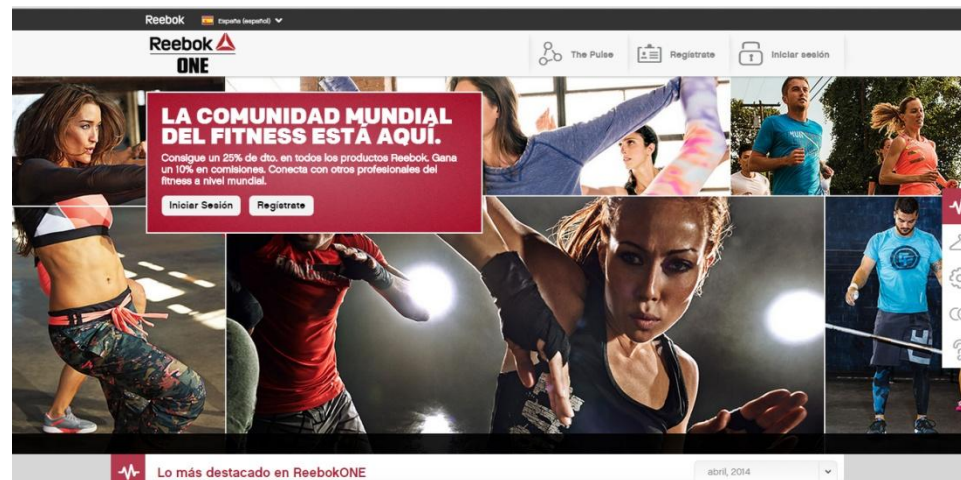 Reebok España (español)
Reebok
ONE
The Pulse Regístrate Iniciar sesión
LA COMUNIDAD MUNDIAL
DEL FITNESS ESTÁ AQUÍ.
Consigue un 25% de dto. en todos los productos Reebok. Gana
un 10% en comisiones. Conecta con otros profesionales del
fitness a nivel mundial.
Iniciar Sesión Regístrate
Lo más destacado en ReebokONE abril, 2014